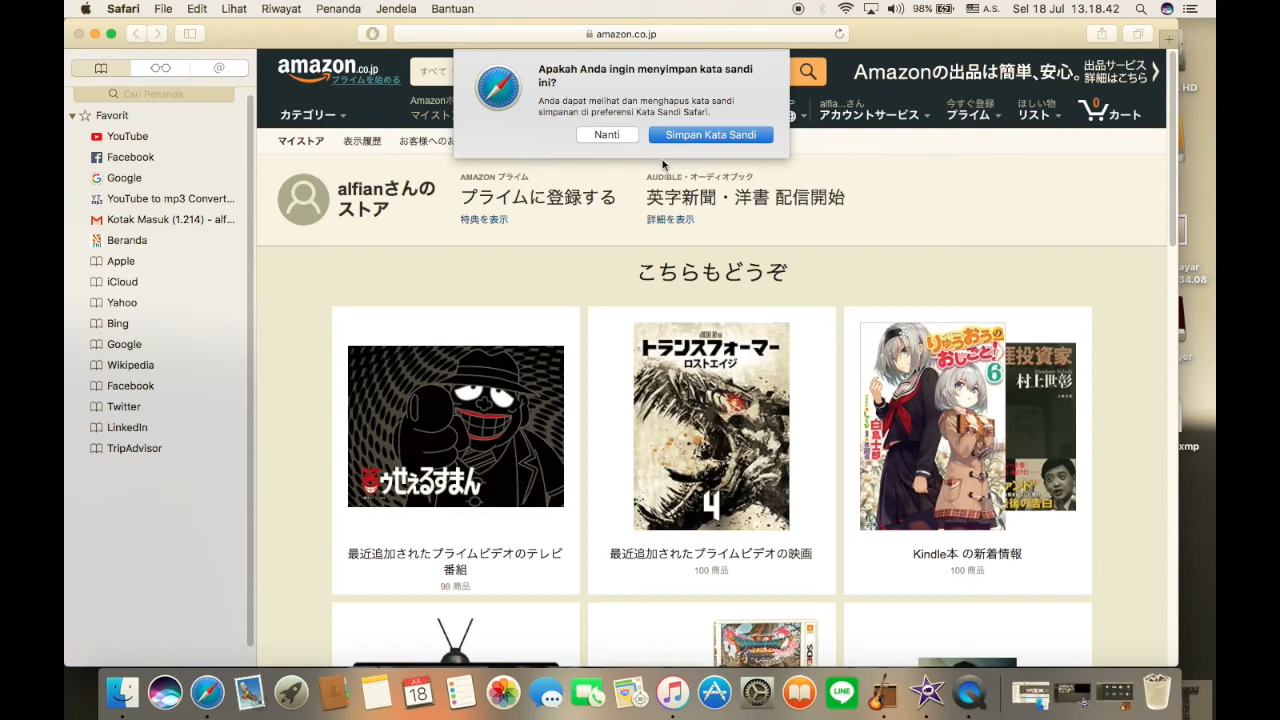 Safari File Edit Lihat Riwayat Penanda Jendela Bantuan 98% A.S. Sel 18 Jul 13.18.42
amazon.co.jp
Apakah Anda ingin menyimpan kata sandi ini?
Anda dapat melihat dan menghapus kata sandi simpanan di preferensi Kata Sandi Safari.
Nanti Simpan Kata Sandi
Cari Penanda
Favorit
YouTube
Facebook
Google
YouTube to mp3 Convert...
Kotak Masuk (1.214) - alf...
Beranda
Apple
iCloud
Yahoo
Bing
Google
Wikipedia
Facebook
Twitter
LinkedIn
TripAdvisor
amazon.co.jp
プライムを始める
すべて
Amazonの出品は簡単、安心。
出品サービス
詳細はこちら
カテゴリー
alfia...さん
アカウントサービス
今すぐ登録
プライム
ほしい物
リスト
0
カート
マイストア 表示履歴
alfianさんの
ストア
AMAZON プライム
プライムに登録する
特典を表示
AUDIBLE・オーディオブック
英字新聞・洋書 配信開始
詳細を表示
こちらもどうぞ
笑ゥせぇるすまん
最近追加されたプライムビデオのテレビ
番組
98 商品
トランスフォーマー
ロストエイジ
4
最近追加されたプライムビデオの映画
100 商品
りゅうおうの
おしごと!
6
白鳥士郎
村上世彰
Kindle本 の新着情報
100 商品
HD
34.08
xmp
JUL
18
LINE